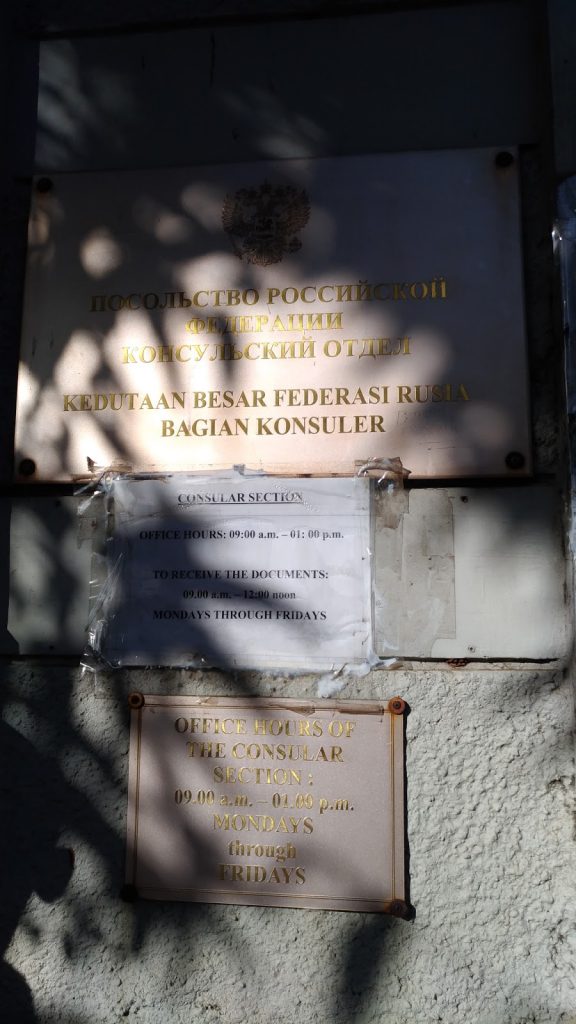 ПОСОЛЬСТВО РОССИЙСКОЙ
ФЕДЕРАЦИИ
КОНСУЛЬСКИЙ ОТДЕЛ
KEDUTAAN BESAR FEDERASI RUSIA
BAGIAN KONSULER
CONSULAR SECTION
OFFICE HOURS: 09:00 a.m. – 01: 00 p.m.
TO RECEIVE THE DOCUMENTS:
09.00 a.m. – 12:00 noon
MONDAYS THROUGH FRIDAYS
OFFICE HOURS OF
THE CONSULAR
SECTION :
09.00 a.m. – 01.00 p.m.
MONDAYS
through
FRIDAYS